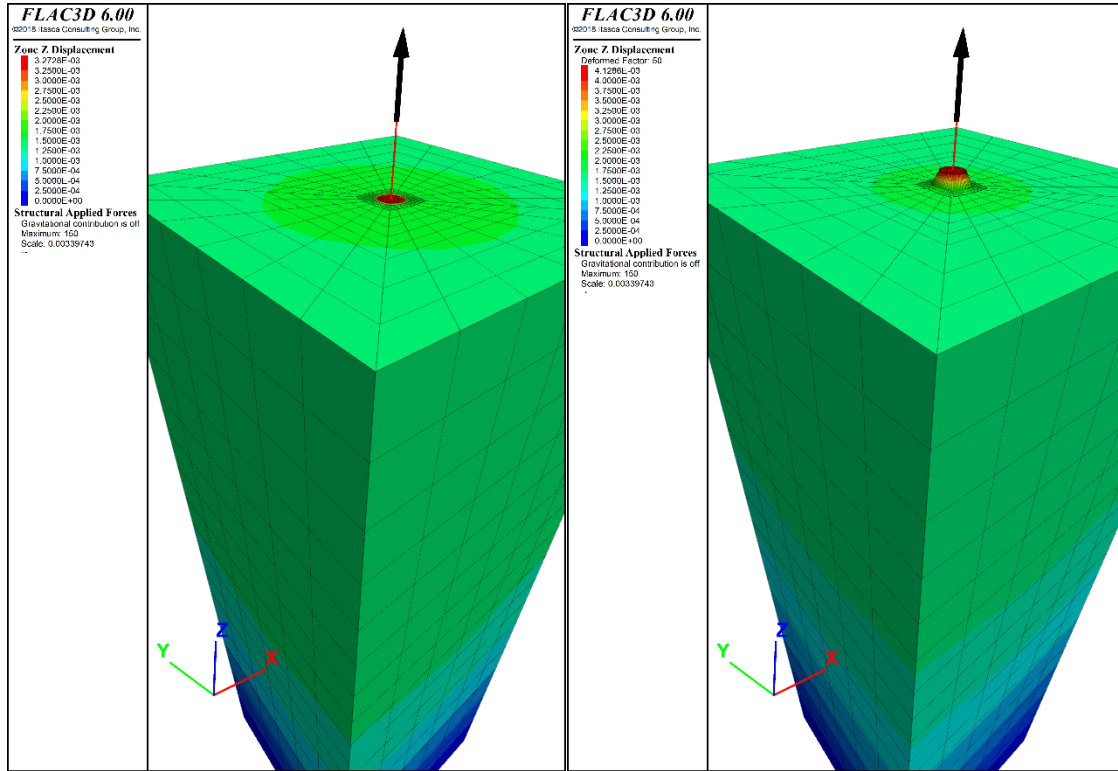 FLAC3D 6.00
©2018 Itasca Consulting Group, Inc.
Zone Z Displacement
3.2728E-03
3.2500E-03
3.0000E-03
2.7500E-03
2.5000E-03
2.2500E-03
2.0000E-03
1.7500E-03
1.5000E-03
1.2500E-03
1.0000E-03
7.5000E-04
5.0000E-04
2.5000E-04
0.0000E+00
Structural Applied Forces
Gravitational contribution is off
Maximum: 150
Scale: 0.00339743
Z
Y
X
FLAC3D 6.00
©2018 Itasca Consulting Group, Inc.
Zone Z Displacement
Deformed Factor: 50
4.1286E-03
4.0000E-03
3.7500E-03
3.5000E-03
3.2500E-03
3.0000E-03
2.7500E-03
2.5000E-03
2.2500E-03
2.0000E-03
1.7500E-03
1.5000E-03
1.2500E-03
1.0000E-03
7.5000E-04
5.0000E-04
2.5000E-04
0.0000E+00
Structural Applied Forces
Gravitational contribution is off
Maximum: 150
Scale: 0.00339743
Z
Y
X